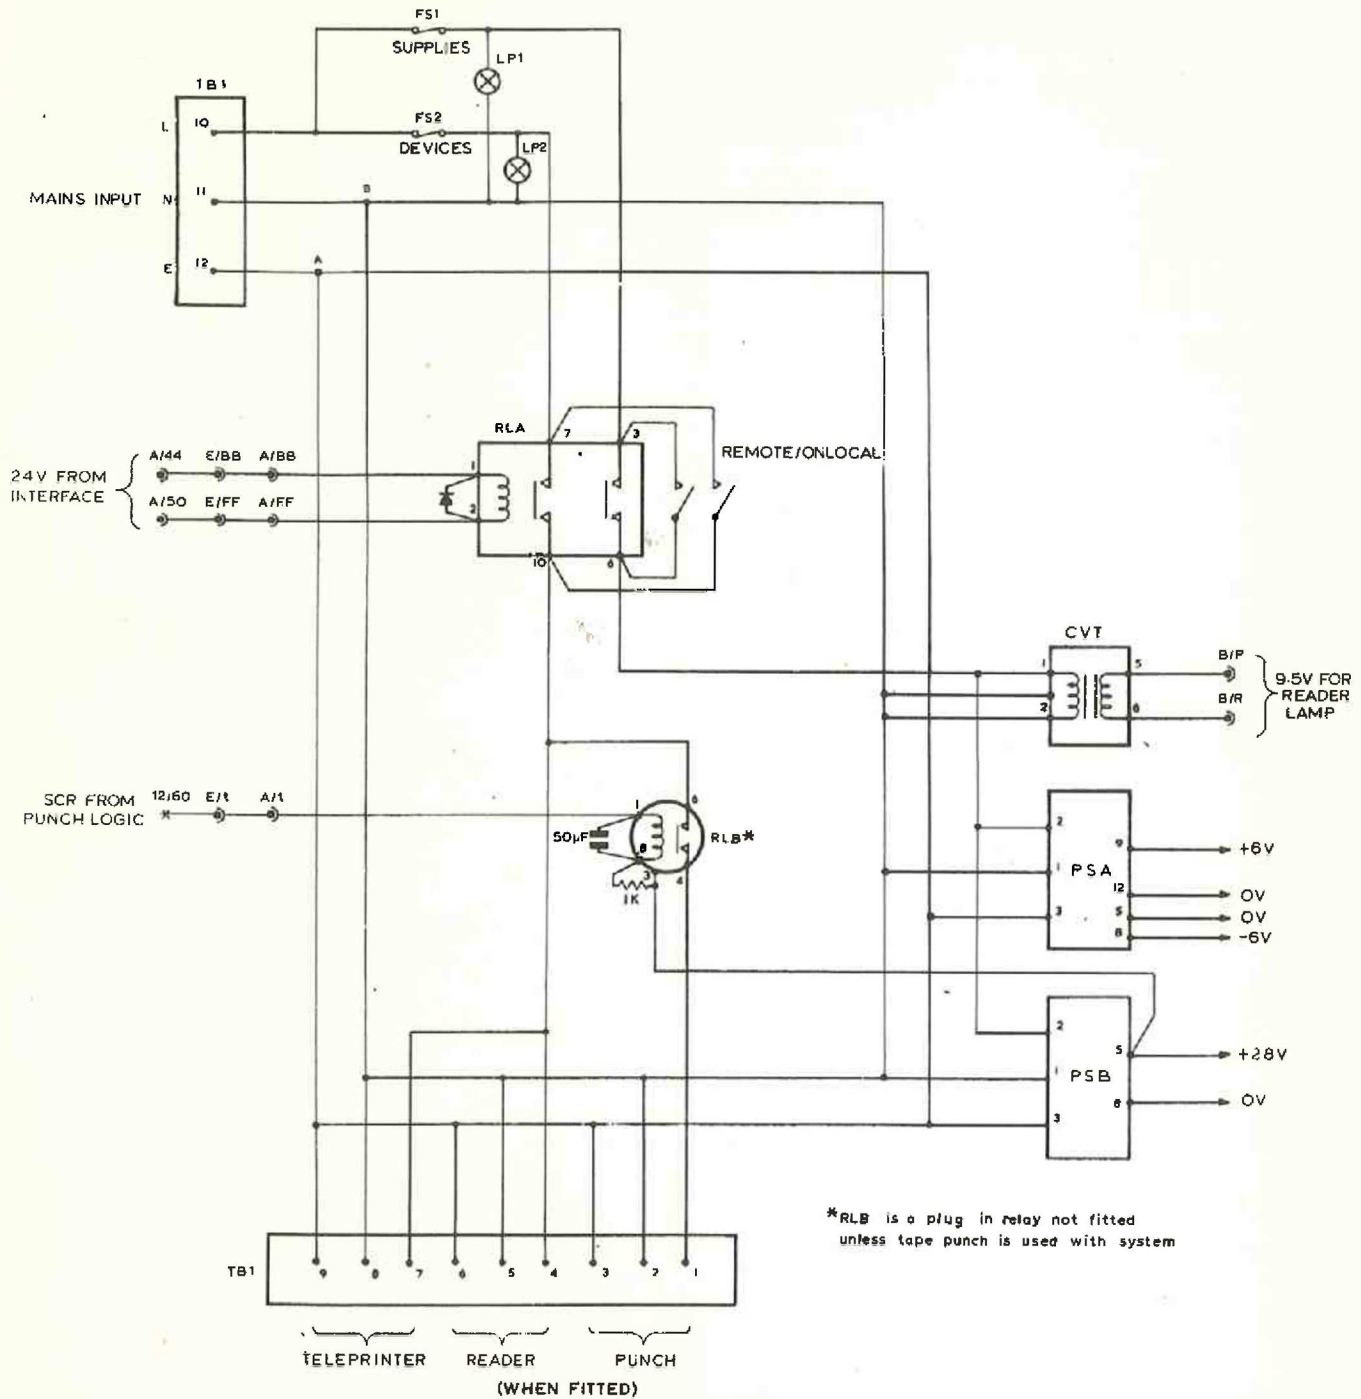 FS1
SUPPLIES
LP1
TB1
L 10
FS2
DEVICES
LP2
MAINS INPUT N 11
B
E 12
A
RLA 7 3
REMOTE/ONLOCAL
24V FROM
INTERFACE
A/44 E/BB A/BB 1
A/50 E/FF A/FF 2
10 6
CVT
1 5 B/P
2 6 B/R
9.5V FOR
READER
LAMP
SCR FROM
PUNCH LOGIC
12/60 E/t A/t 1 6
50µF 8 RLB*
3 4
1K
2 PSA 9 +6V
1 12 0V
3 5 0V
8 -6V
2 5 +28V
1 PSB
3 6 0V
*RLB is a plug in relay not fitted
unless tape punch is used with system
TB1 9 8 7 6 5 4 3 2 1
TELEPRINTER READER PUNCH
(WHEN FITTED)